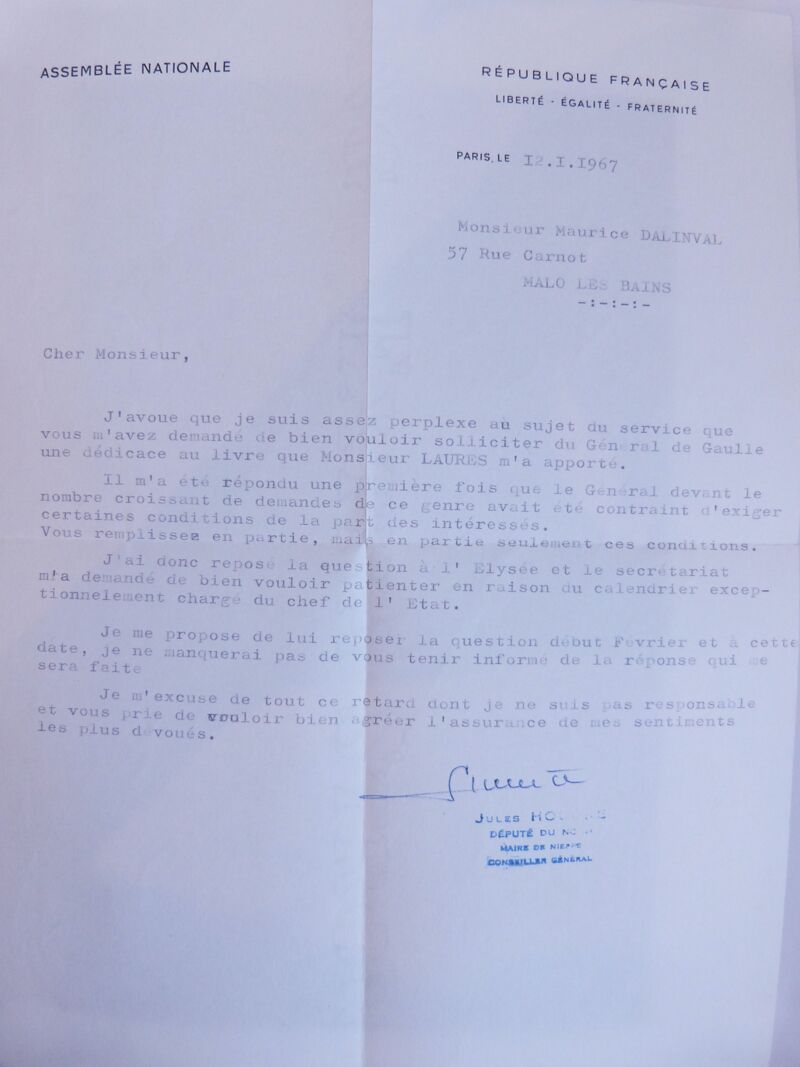 ASSEMBLÉE NATIONALE
RÉPUBLIQUE FRANÇAISE
LIBERTÉ - ÉGALITÉ - FRATERNITÉ
PARIS, LE 12.I.1967
Monsieur Maurice DALINVAL
57 Rue Carnot
MALO LES BAINS
-:-:-:-
Cher Monsieur,
J'avoue que je suis assez perplexe au sujet du service que
vous m'avez demandé de bien vouloir solliciter du Général de Gaulle
une dédicace au livre que Monsieur LAURES m'a apporté.
Il m'a été répondu une première fois que le Général devant le
nombre croissant de demandes de ce genre avait été contraint d'exiger
certaines conditions de la part des intéressés.
Vous remplissez en partie, mais en partie seulement ces conditions.
J'ai donc reposé la question à l' Elysée et le secrétariat
m'a demandé de bien vouloir patienter en raison du calendrier excep-
tionnelement chargé du chef de l' Etat.
Je me propose de lui reposer la question début Février et à cette
date, je ne manquerai pas de vous tenir informé de la réponse qui me
sera faite
Je m'excuse de tout ce retard dont je ne suis pas responsable
et vous prie de vouloir bien agréer l'assurance de mes sentiments
les plus dévoués.
JULES
DÉPUTÉ DU
MAIRE DE NIEPPE
CONSEILLER GÉNÉRAL